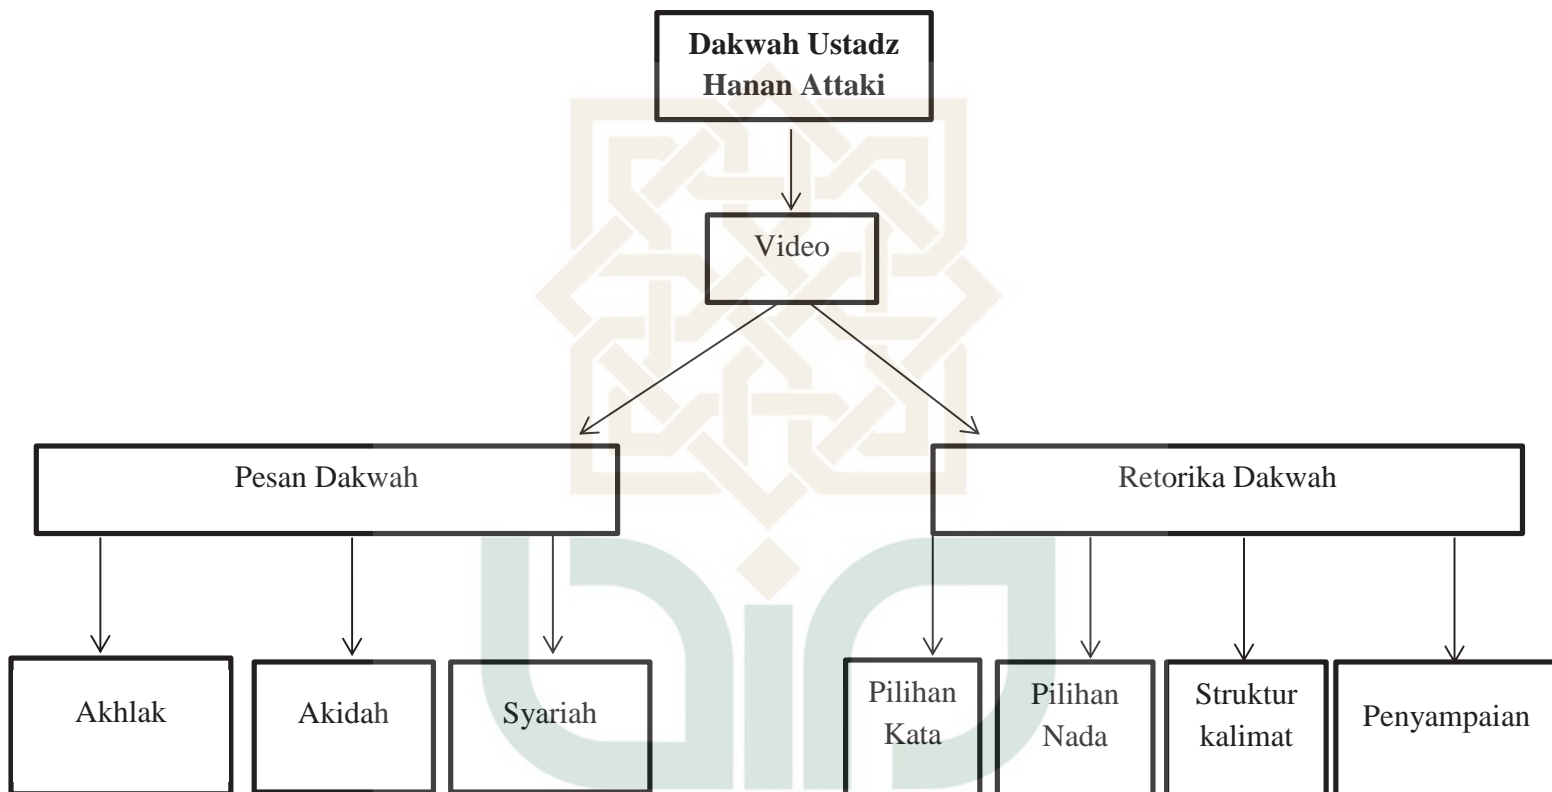 Dakwah Ustadz
Hanan Attaki
Video
Pesan Dakwah
Retorika Dakwah
Akhlak
Akidah
Syariah
Pilihan
Kata
Pilihan
Nada
Struktur
kalimat
Penyampaian